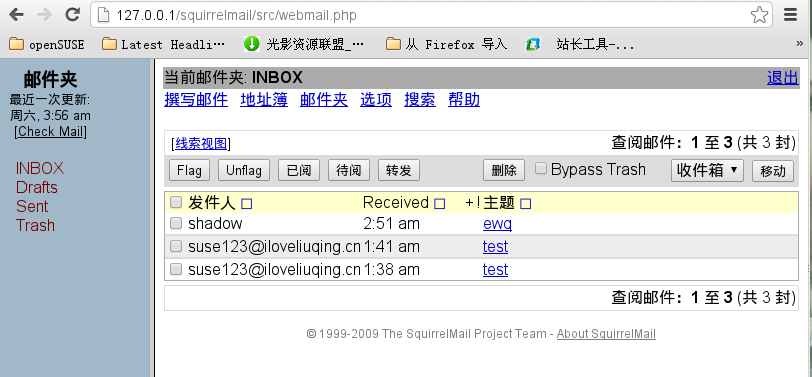 127.0.0.1/squirrelmail/src/webmail.php
openSUSE Latest Headli... 光影资源联盟_... 从 Firefox 导入 站长工具-... »
邮件夹
最近一次更新:
周六, 3:56 am
[Check Mail]
INBOX
Drafts
Sent
Trash
当前邮件夹: INBOX 退出
撰写邮件 地址簿 邮件夹 选项 搜索 帮助
[线索视图] 查阅邮件：1 至 3 (共 3 封)
Flag Unflag 已阅 待阅 转发 删除 Bypass Trash 收件箱 移动
发件人 Received + ! 主题
shadow 2:51 am ewq
suse123@iloveliuqing.cn 1:41 am test
suse123@iloveliuqing.cn 1:38 am test
查阅邮件：1 至 3 (共 3 封)
© 1999-2009 The SquirrelMail Project Team - About SquirrelMail